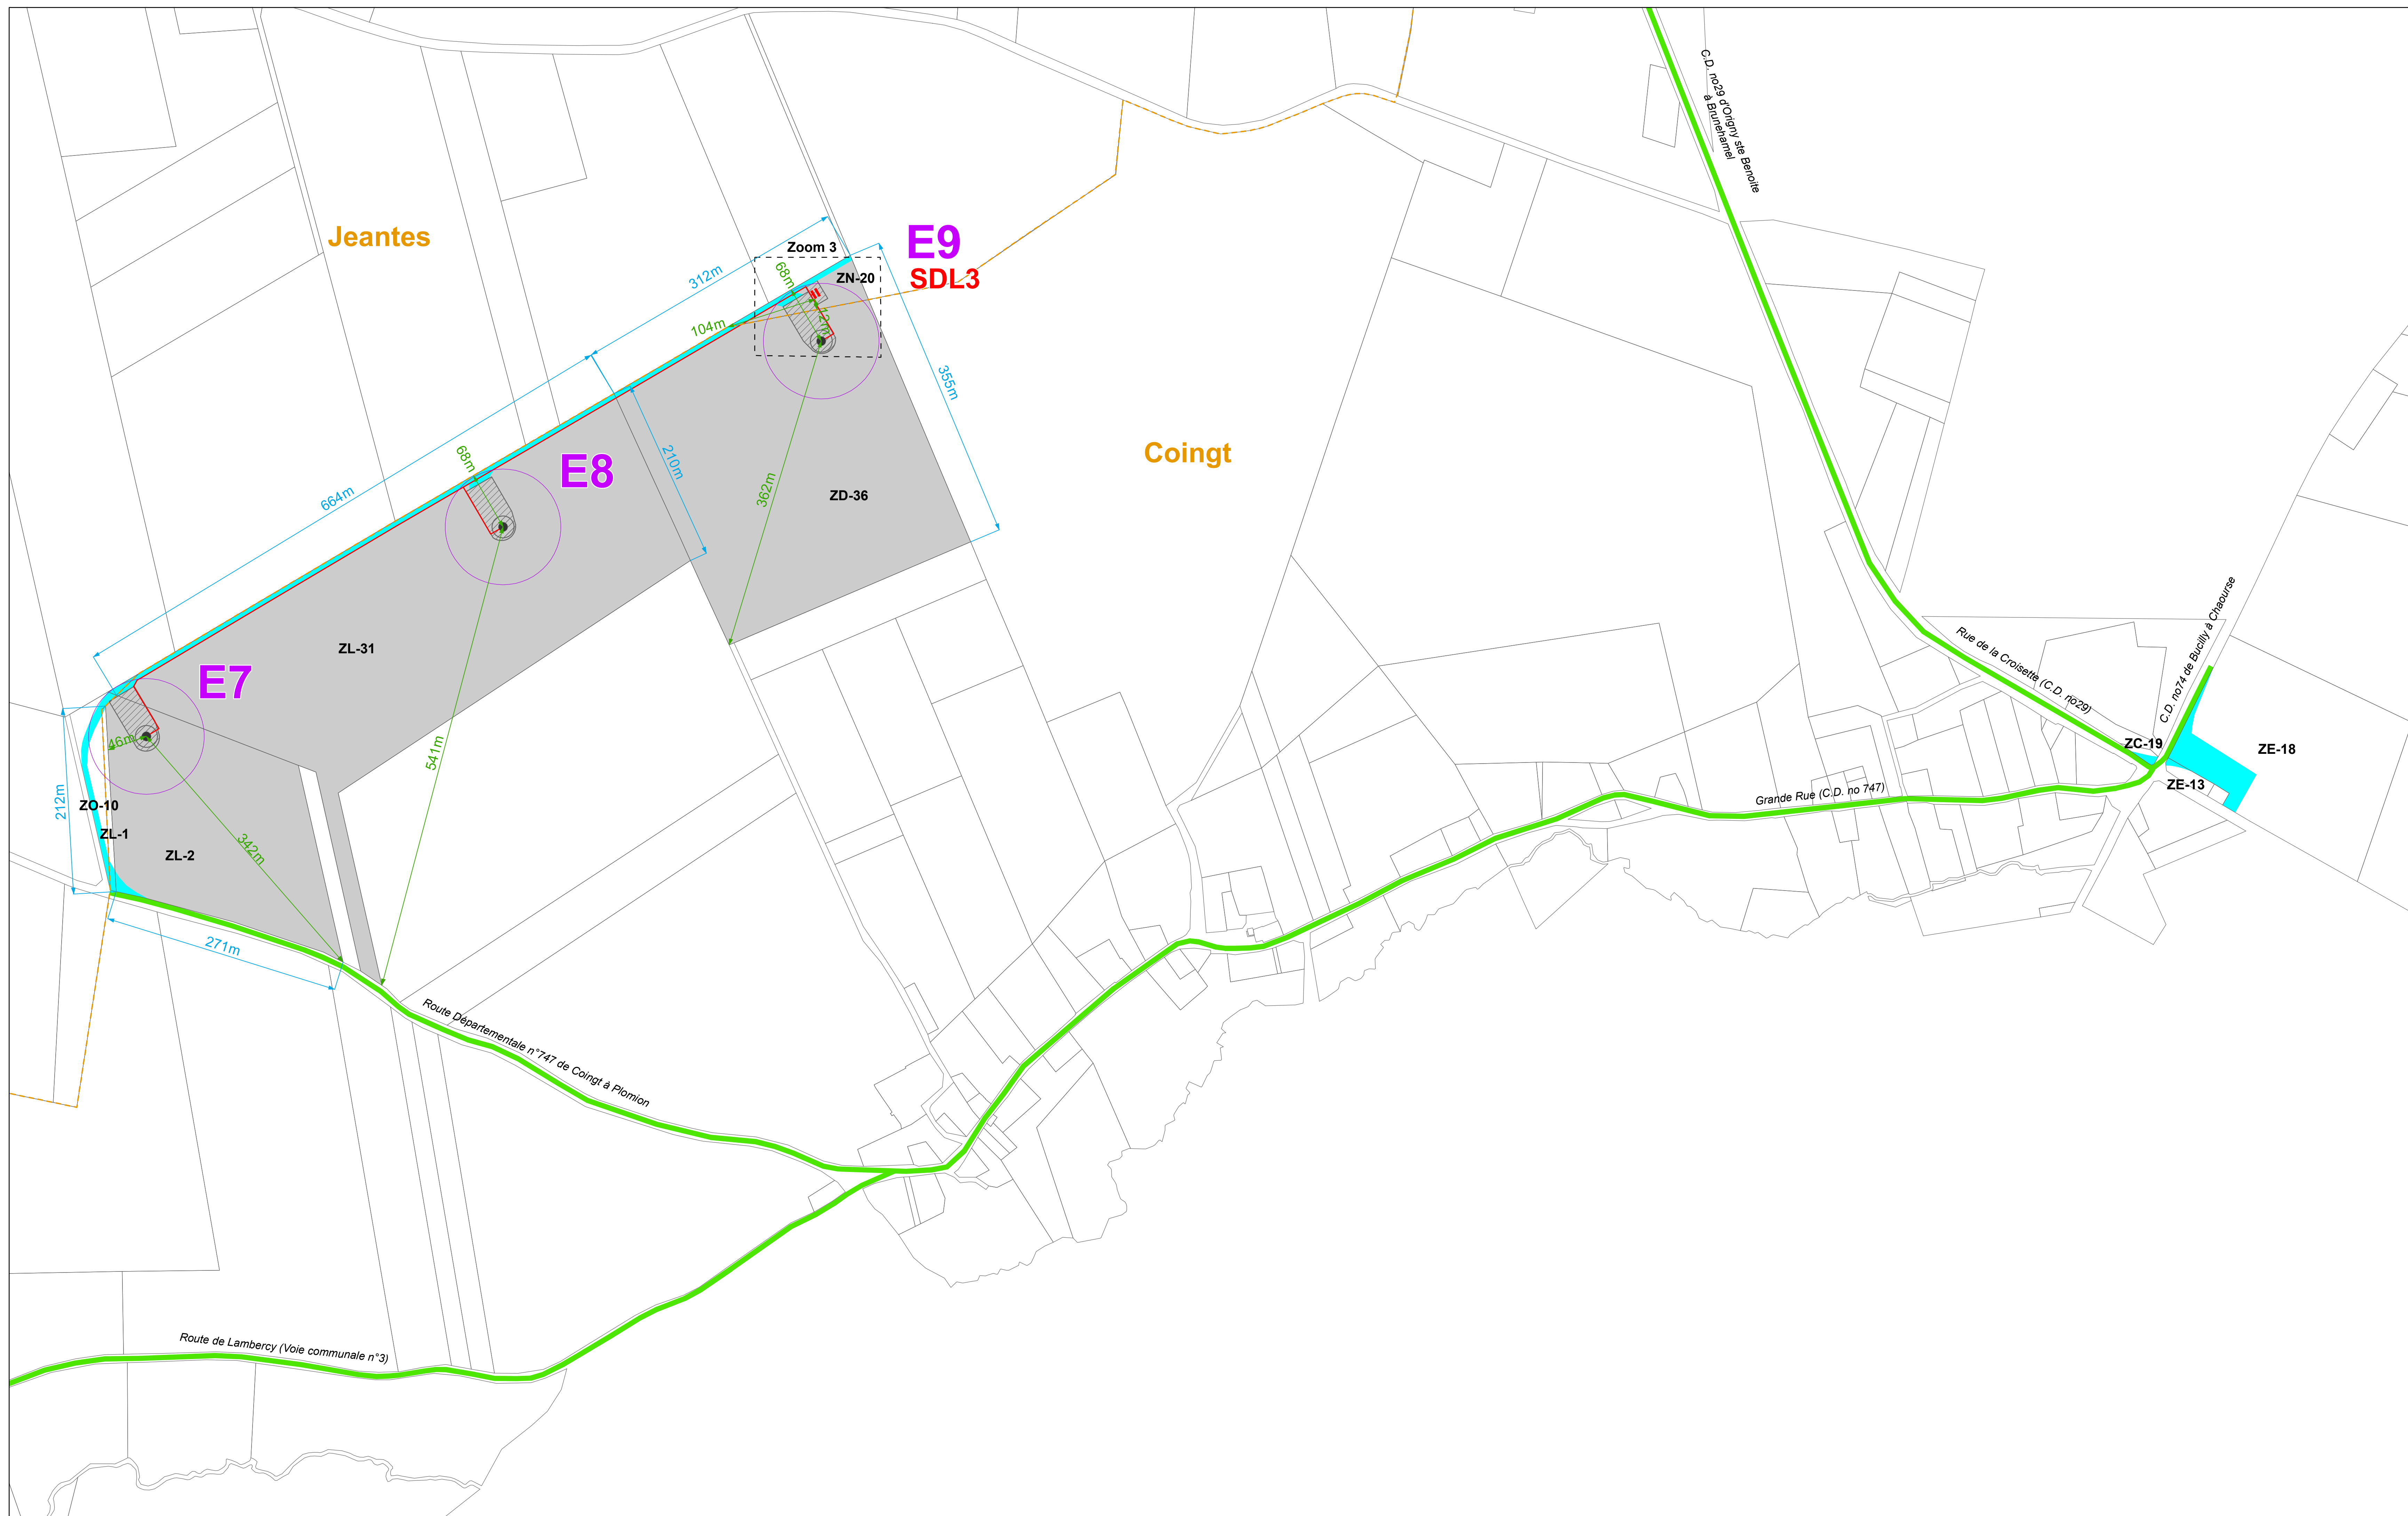 C.D. no29 d'Origny ste Benoite
à Brunehamel
Jeantes
E9
SDL3
Zoom 3
ZN-20
312m
68m
104m
355m
Coingt
E8
68m
210m
664m
362m
ZD-36
ZL-31
E7
541m
46m
212m
ZO-10
ZL-1
ZL-2
342m
271m
Rue de la Croisette (C.D. no29)
C.D. no74 de Bucilly à Chaourse
ZC-19
ZE-18
ZE-13
Grande Rue (C.D. no 747)
Route Départementale n°747 de Coingt à Plomion
Route de Lambercy (Voie communale n°3)